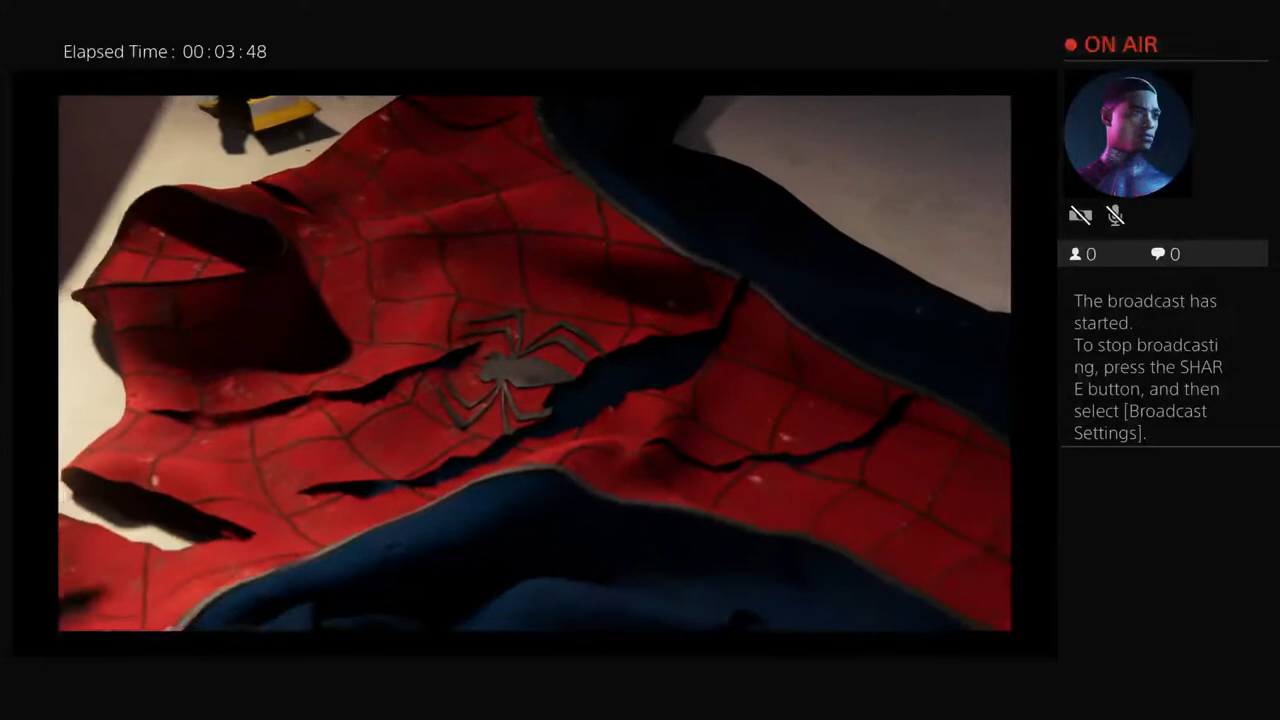 Elapsed Time: 00:03:48
ON AIR
0
0
The broadcast has
started.
To stop broadcasti
ng, press the SHAR
E button, and then
select [Broadcast
Settings].